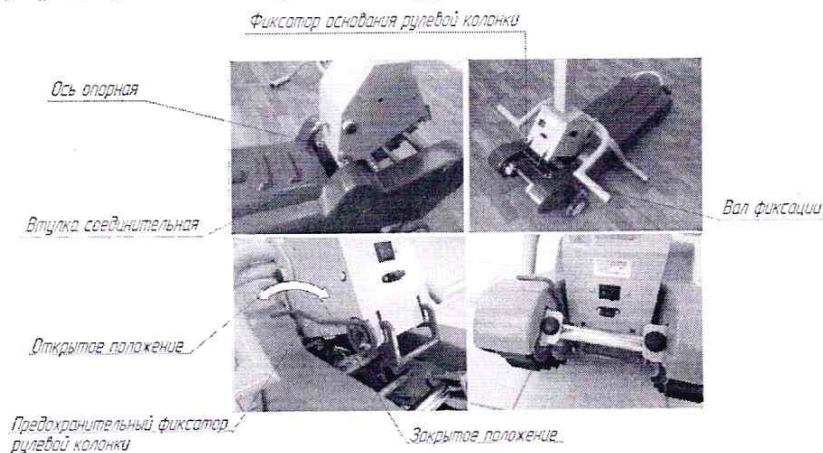 Фиксатор основания рулевой колонки
Ось опорная
Втулка соединительная
Вал фиксации
Открытое положение
Предохранительный фиксатор
рулевой колонки
Закрытое положение